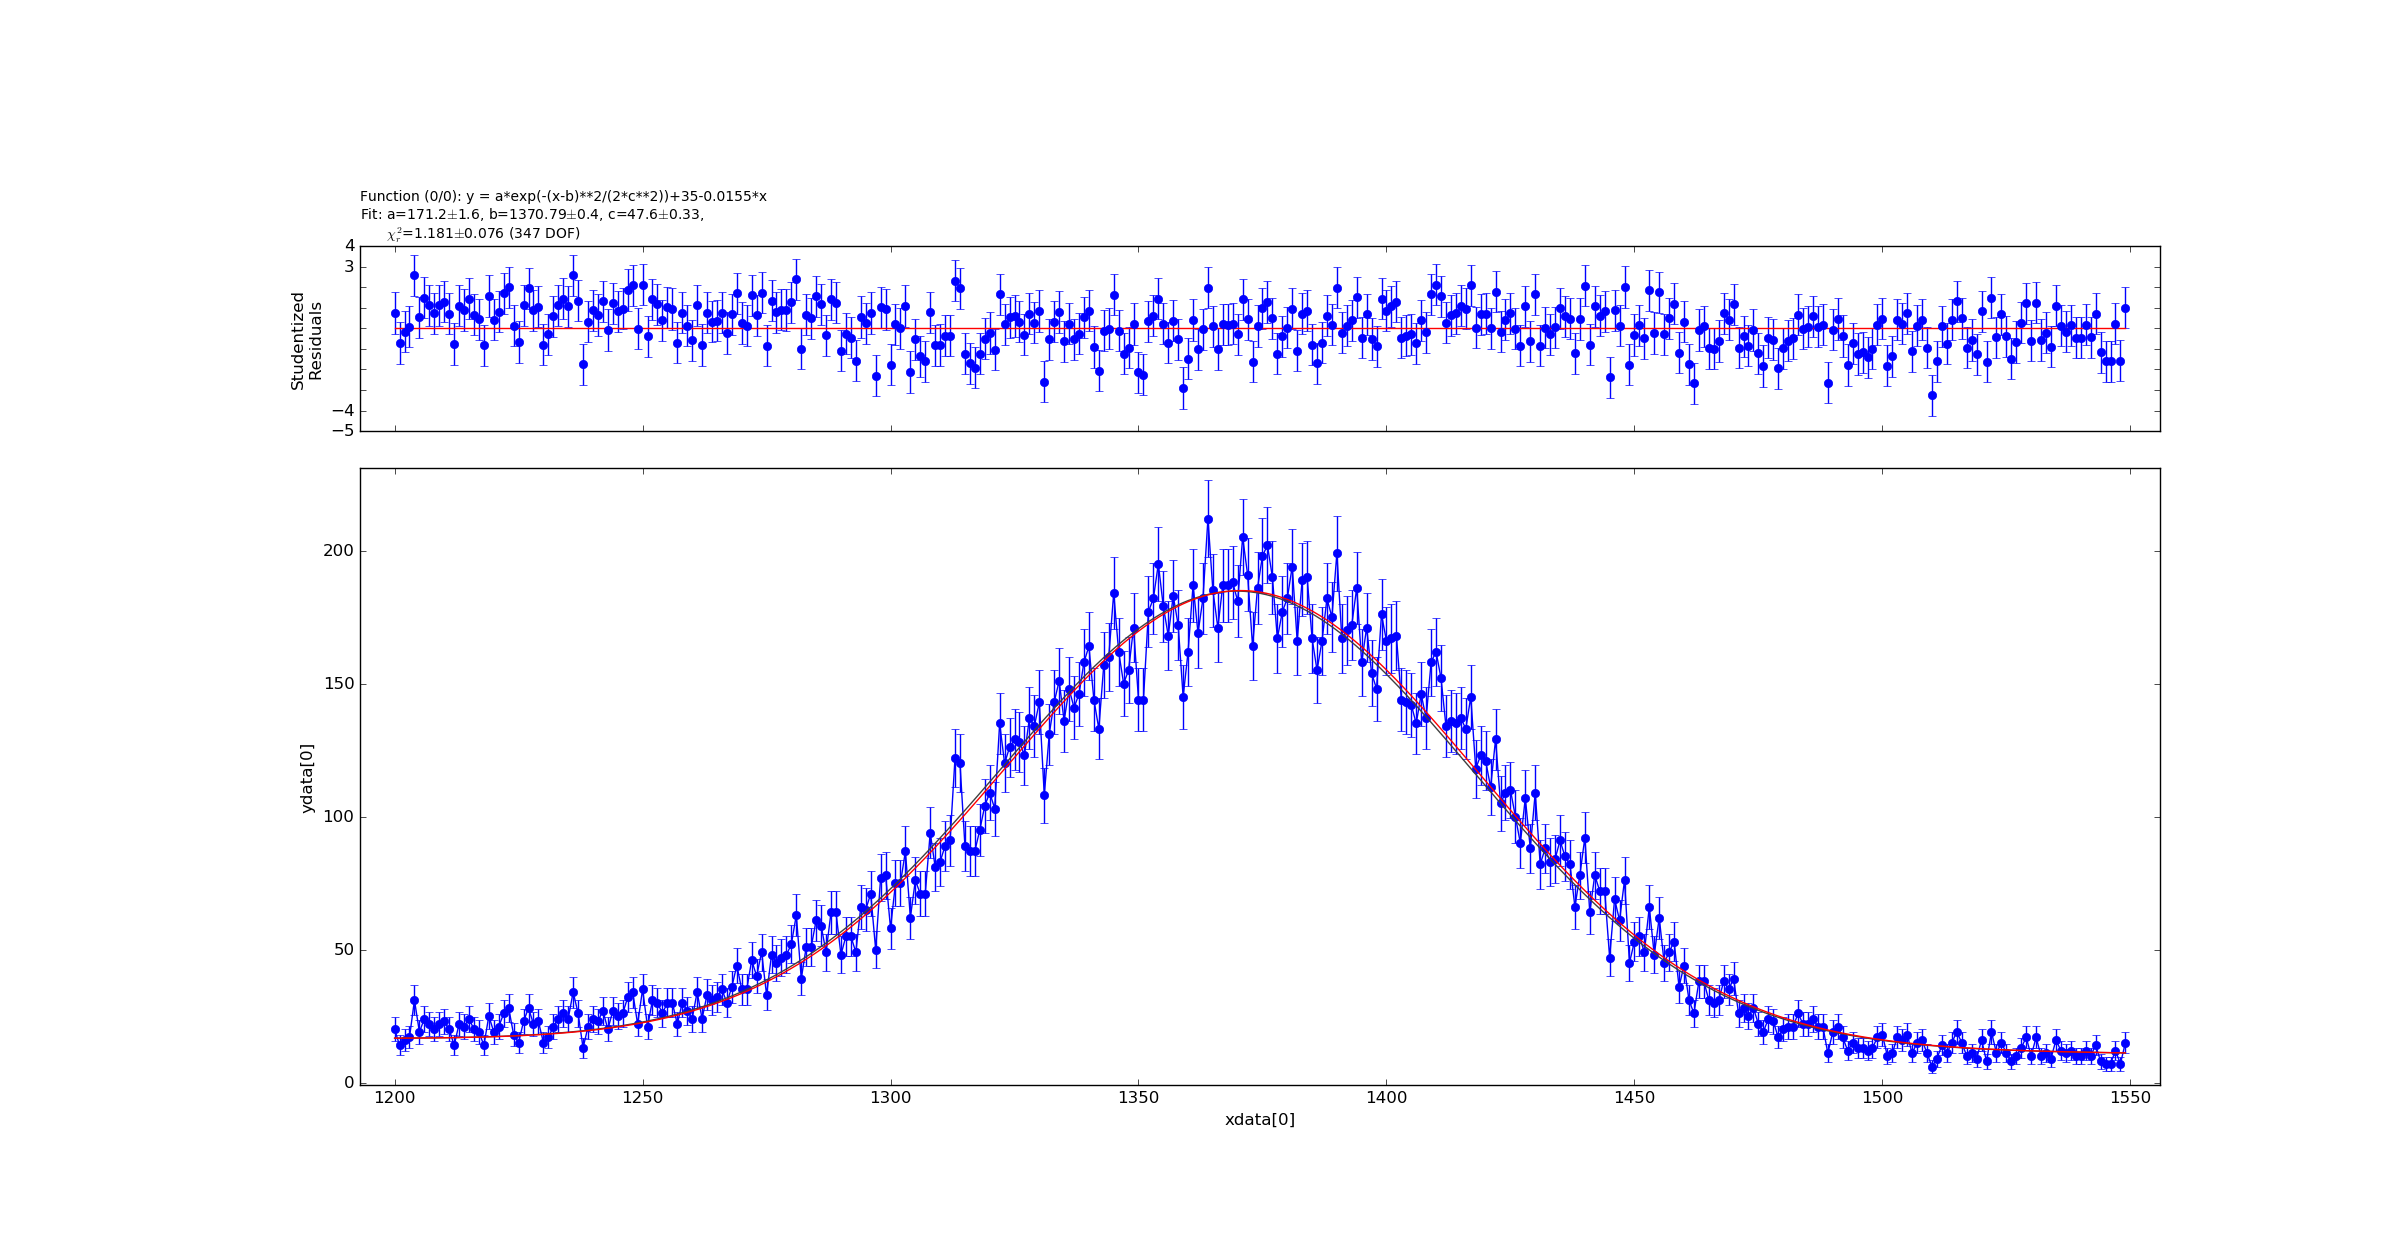 Function (0/0): y = a*exp(-(x-b)**2/(2*c**2))+35-0.0155*x
Fit: a=171.2±1.6, b=1370.79±0.4, c=47.6±0.33,
χ²ᵣ=1.181±0.076 (347 DOF)
4
3
−4
−5
Studentized
Residuals
200
150
100
50
0
ydata[0]
1200 1250 1300 1350 1400 1450 1500 1550
xdata[0]